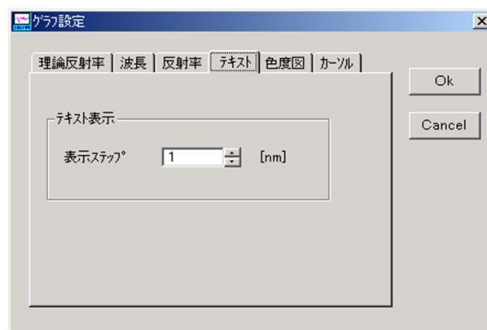 グラフ設定
理論反射率 波長 反射率 テキスト 色度図 カーソル
Ok
テキスト表示
Cancel
表示ステップ 1 [nm]